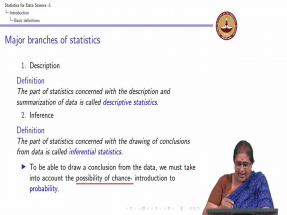 Statistics for Data Science -1
Introduction
Basic definitions
Major branches of statistics
1. Description
Definition
The part of statistics concerned with the description and
summarization of data is called descriptive statistics.
2. Inference
Definition
The part of statistics concerned with the drawing of conclusions
from data is called inferential statistics.
To be able to draw a conclusion from the data, we must take
into account the possibility of chance- introduction to
probability.